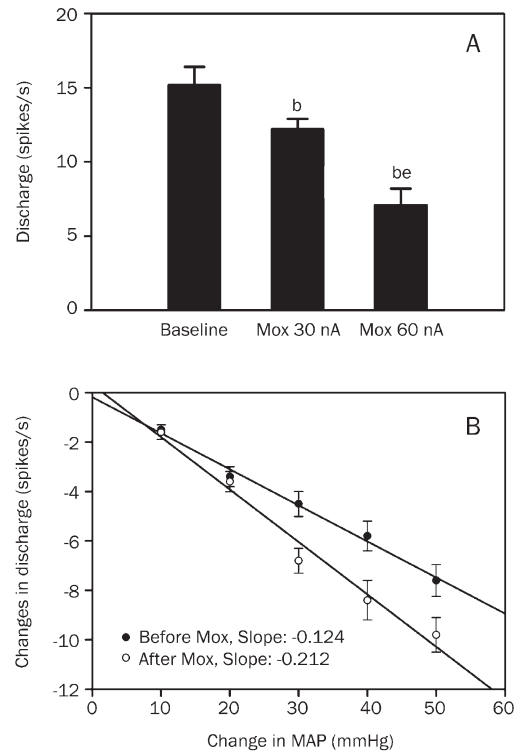 20
A
15
10
5
0
Discharge (spikes/s)
b
be
Baseline Mox 30 nA Mox 60 nA
0
B
-2
-4
-6
-8
-10
-12
Changes in discharge (spikes/s)
Before Mox, Slope: -0.124
After Mox, Slope: -0.212
0 10 20 30 40 50 60
Change in MAP (mmHg)